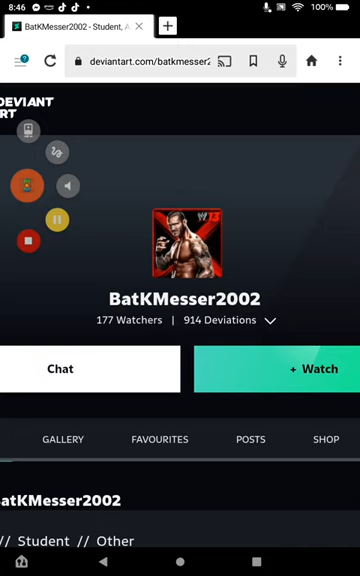 8:46
100%
BatKMesser2002 - Student, A
deviantart.com/batkmesser2
DEVIANT
ART
W 13
BatKMesser2002
177 Watchers | 914 Deviations
Chat
+ Watch
GALLERY FAVOURITES POSTS SHOP
atKMesser2002
// Student // Other